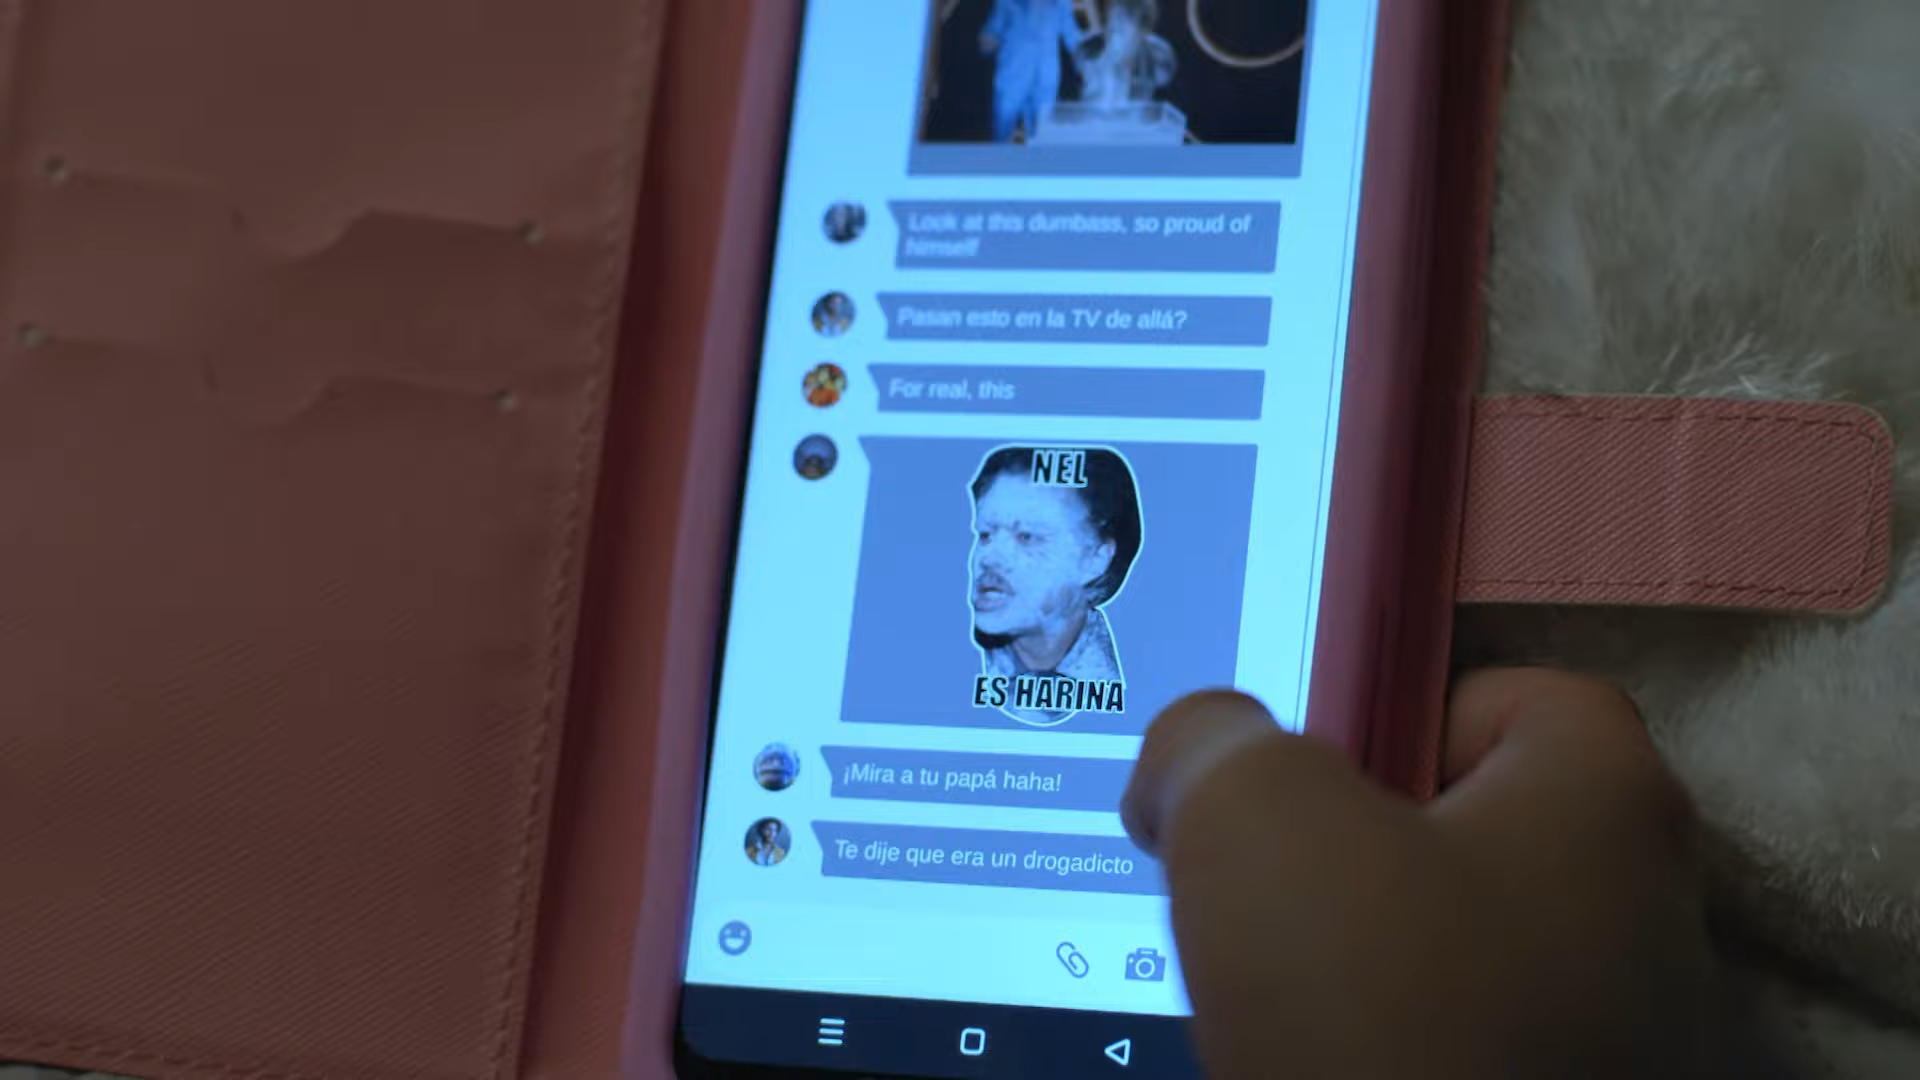 Look at this dumbass, so proud of
himself
Pasan esto en la TV de allá?
For real, this
NEL
ES HARINA
¡Mira a tu papá haha!
Te dije que era un drogadicto